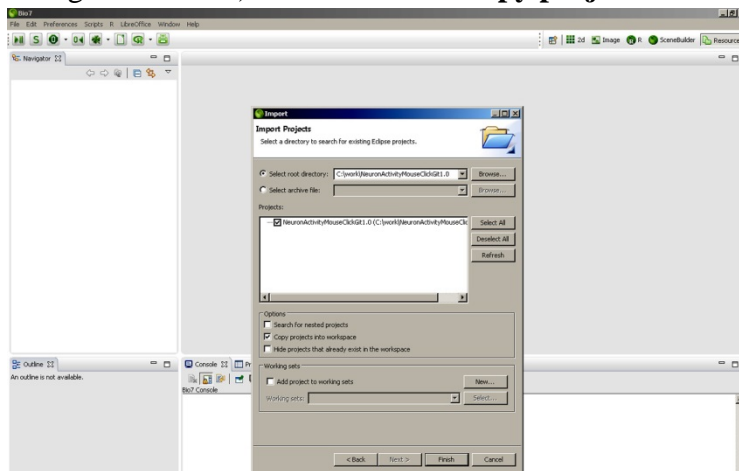 Bio7
File Edit Preferences Scripts R LibreOffice Window Help
2d Image R SceneBuilder Resource
Navigator
Import
Import Projects
Select a directory to search for existing Eclipse projects.
Select root directory: C:\work\NeuronActivityMouseClickGit1.0 Browse...
Select archive file: Browse...
Projects:
NeuronActivityMouseClickGit1.0 (C:\work\NeuronActivityMouseClic Select All
Deselect All
Refresh
Options
Search for nested projects
Copy projects into workspace
Hide projects that already exist in the workspace
Outline
Console
Working sets
An outline is not available.
Add project to working sets New...
Bio7 Console
Working sets: Select...
< Back Next > Finish Cancel